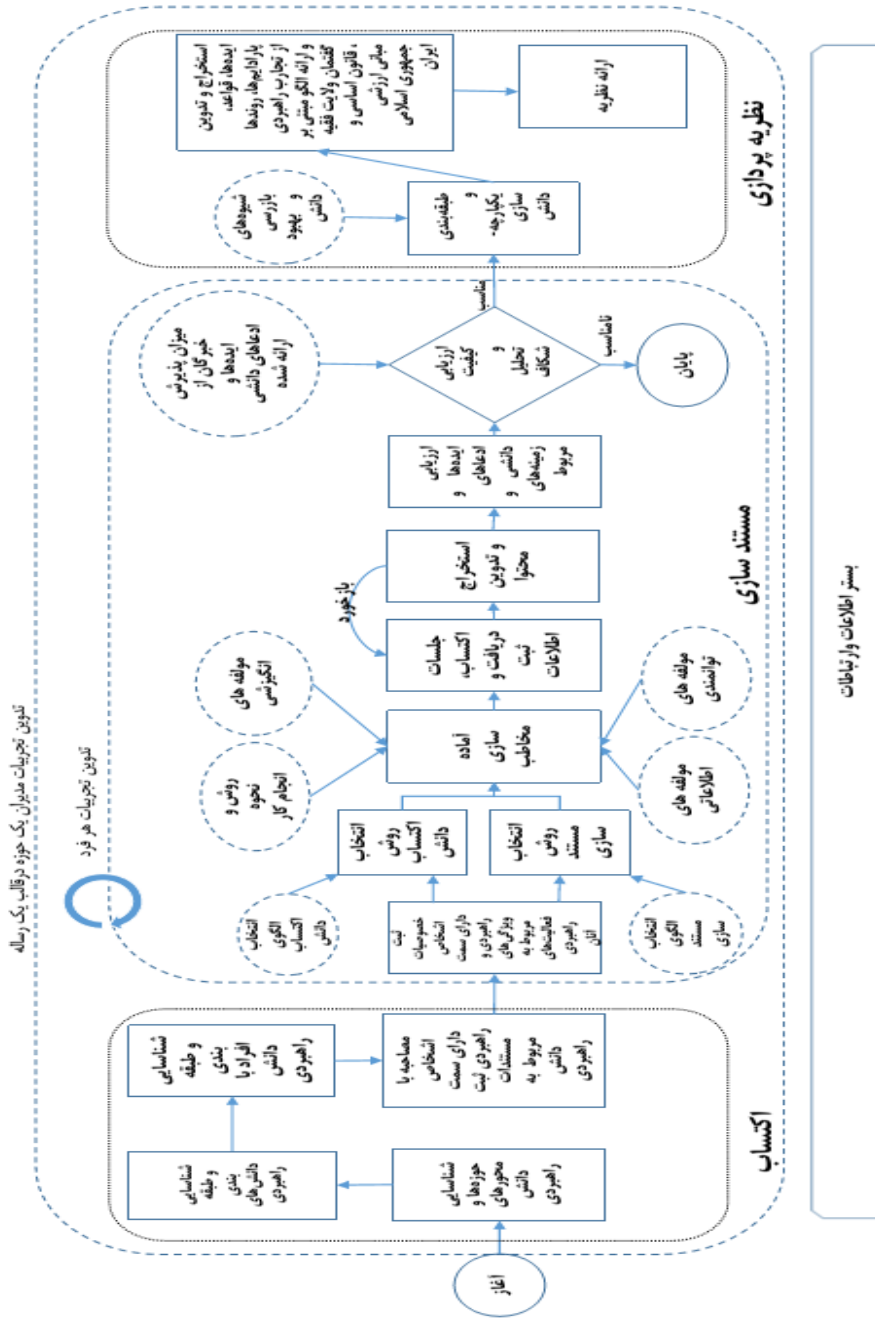 تدوین تجربیات مدیران یک حوزه درقالب یک رساله
تدوین تجربیات هر فرد
آغاز
شناسایی
حوزه‌ها و
محورهای
دانش
راهبردی
شناسایی
و طبقه
بندی
دانش‌های
راهبردی
شناسایی
و طبقه
بندی
افراد با
دانش
راهبردی
مصاحبه با
اشخاص
دارای سمت
راهبردی ثبت
مستندات
مربوط به
دانش
راهبردی
اکتساب
ثبت
خصوصیات
اشخاص
دارای سمت
راهبردی و
ویژگی‌های
مربوط به
فعالیت‌های
راهبردی
آنان
انتخاب
الگوی
اکتساب
دانش
انتخاب
الگوی
مستند
سازی
انتخاب
روش
اکتساب
دانش
انتخاب
روش
مستند
سازی
روش و
نحوه
انجام کار
مولفه های
انگیزشی
آماده
سازی
مخاطب
مولفه های
اطلاعاتی
مولفه های
توانمندی
جلسات
اکتساب،
دریافت و
ثبت
اطلاعات
بازخورد
استخراج
و تدوین
محتوا
ارزیابی
ایده‌ها و
ادعاهای
دانشی و
زمینه‌های
مربوط
میزان پذیرش
خبرگان از
ایده‌ها و
ادعاهای دانشی
ارائه شده
ارزیابی
کیفیت
و
تحلیل
شکاف
مناسب
نامناسب
پایان
مستند سازی
شیوه‌های
بازرسی
و بهبود
دانش
یکپارچه-
سازی
و
طبقه‌بندی
دانش
استخراج و تدوین
ایده‌ها، قواعد،
پارادایم‌ها، روندها
از تجارب راهبردی
و ارائه الگو مبتنی بر
گفتمان ولایت فقیه
، قانون اساسی و
مبانی ارزشی
جمهوری اسلامی
ایران
ارائه نظریه
نظریه پردازی
بستر اطلاعات وارتباطات